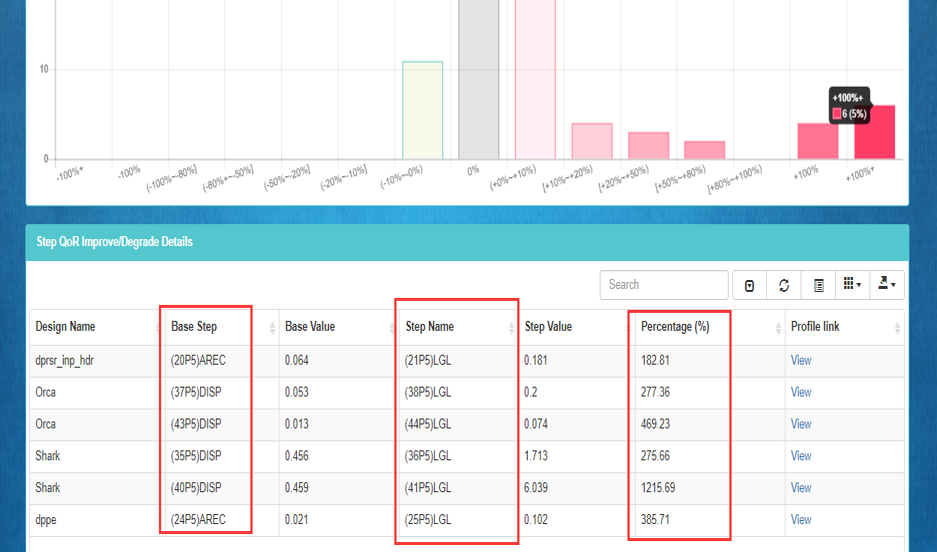 10
0
-100%+
-100%
(-100%~-80%]
(-80%+~-50%]
(-50%~-20%]
(-20%~-10%]
(-10%~-0%)
0%
(+0%~+10%)
[+10%~+20%)
[+20%~+50%)
[+50%~+80%)
[+80%~+100%)
+100%
+100%+
+100%+
6 (5%)
Step QoR Improve/Degrade Details
Search
Design Name Base Step Base Value Step Name Step Value Percentage (%) Profile link
dprsr_inp_hdr (20P5)AREC 0.064 (21P5)LGL 0.181 182.81 View
Orca (37P5)DISP 0.053 (38P5)LGL 0.2 277.36 View
Orca (43P5)DISP 0.013 (44P5)LGL 0.074 469.23 View
Shark (35P5)DISP 0.456 (36P5)LGL 1.713 275.66 View
Shark (40P5)DISP 0.459 (41P5)LGL 6.039 1215.69 View
dppe (24P5)AREC 0.021 (25P5)LGL 0.102 385.71 View